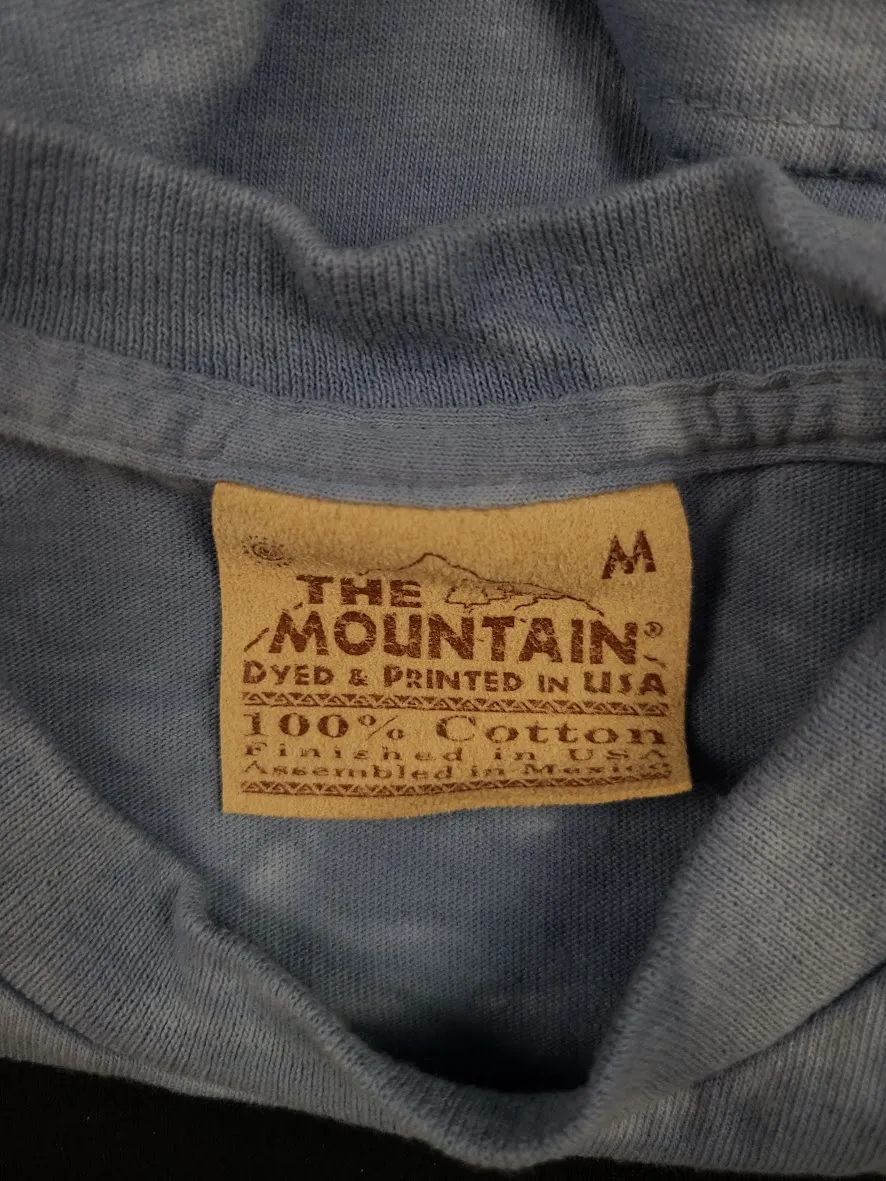 M
THE
MOUNTAIN®
DYED & PRINTED IN USA
100% Cotton
Finished in USA
Assembled in Mexico